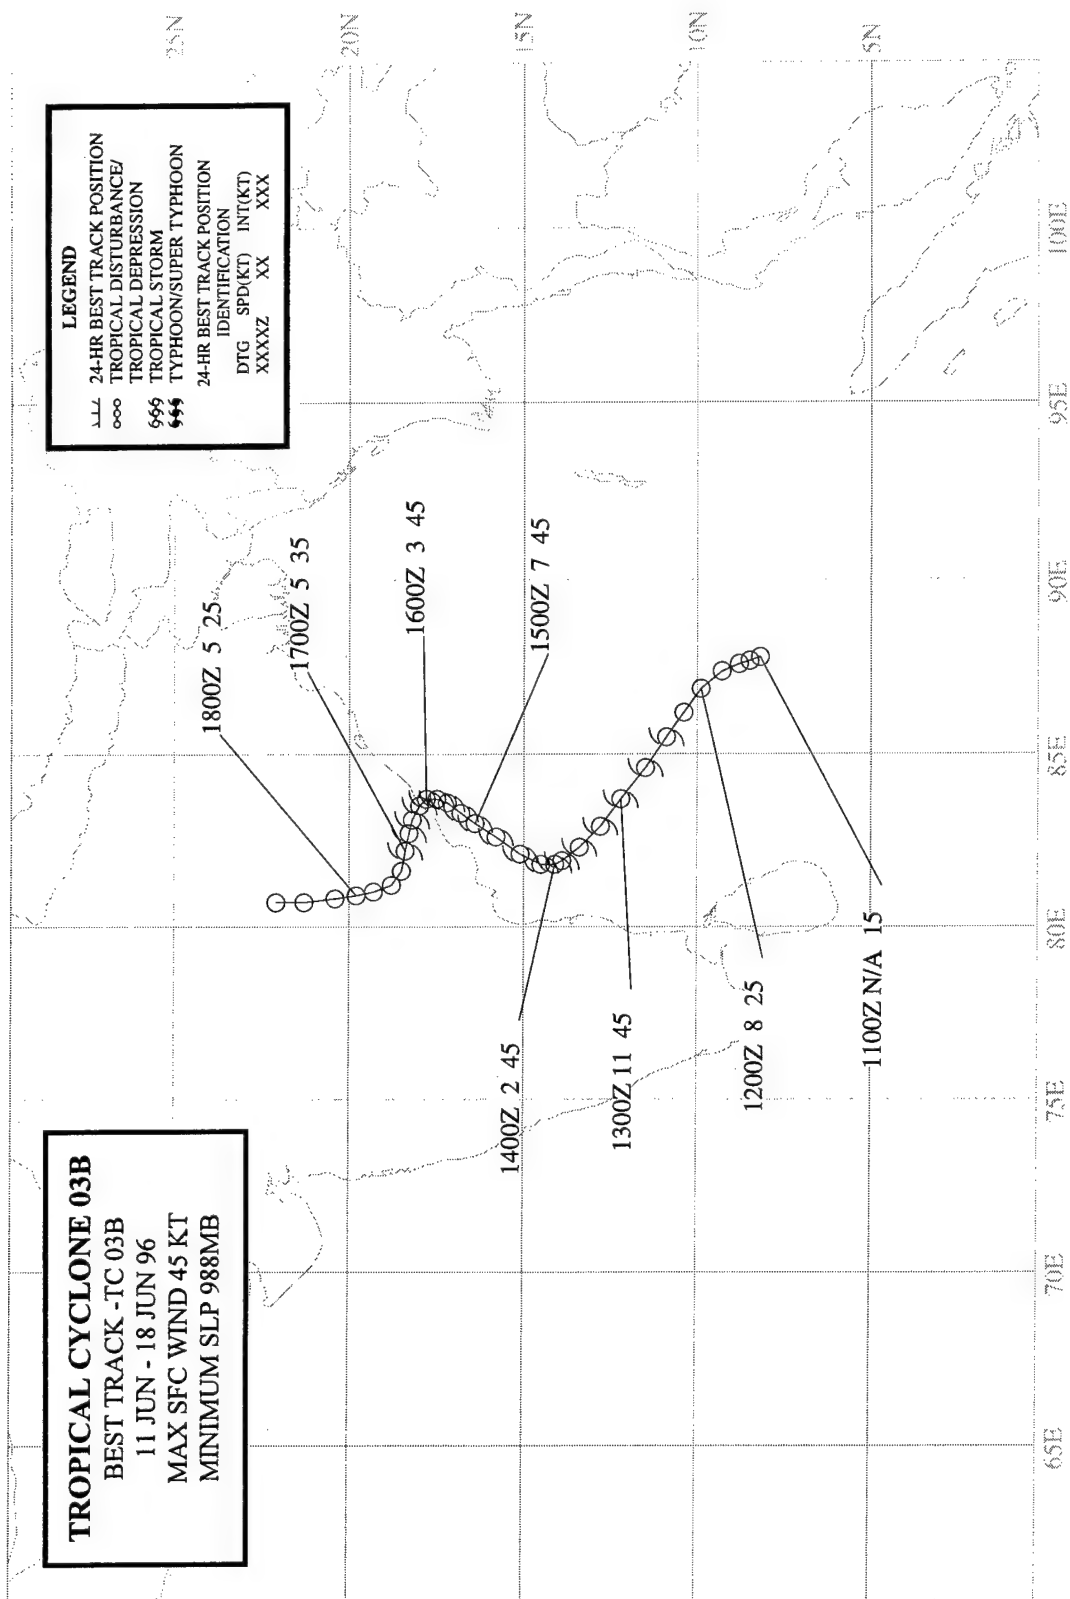 TROPICAL CYCLONE 03B
BEST TRACK -TC 03B
11 JUN - 18 JUN 96
MAX SFC WIND 45 KT
MINIMUM SLP 988MB
LEGEND
24-HR BEST TRACK POSITION
TROPICAL DISTURBANCE/
TROPICAL DEPRESSION
TROPICAL STORM
TYPHOON/SUPER TYPHOON
24-HR BEST TRACK POSITION
IDENTIFICATION
DTG SPD(KT) INT(KT)
XXXXZ XX XXX
25N
20N
15N
10N
5N
1800Z 5 25
1700Z 5 35
1600Z 3 45
1500Z 7 45
1400Z 2 45
1300Z 11 45
1200Z 8 25
1100Z N/A 15
65E
70E
75E
80E
85E
90E
95E
100E